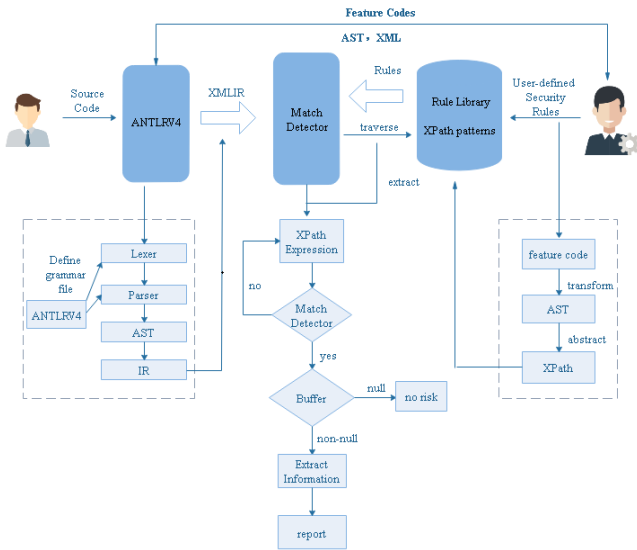 Feature Codes
AST，XML
Source
Code
ANTLRV4
XMLIR
Match
Detector
Rules
traverse
extract
Rule Library
XPath patterns
User-defined
Security
Rules
Define
grammar
file
ANTLRV4
Lexer
Parser
AST
IR
XPath
Expression
no
Match
Detector
yes
Buffer
null
no risk
non-null
Extract
Information
report
feature code
transform
AST
abstract
XPath